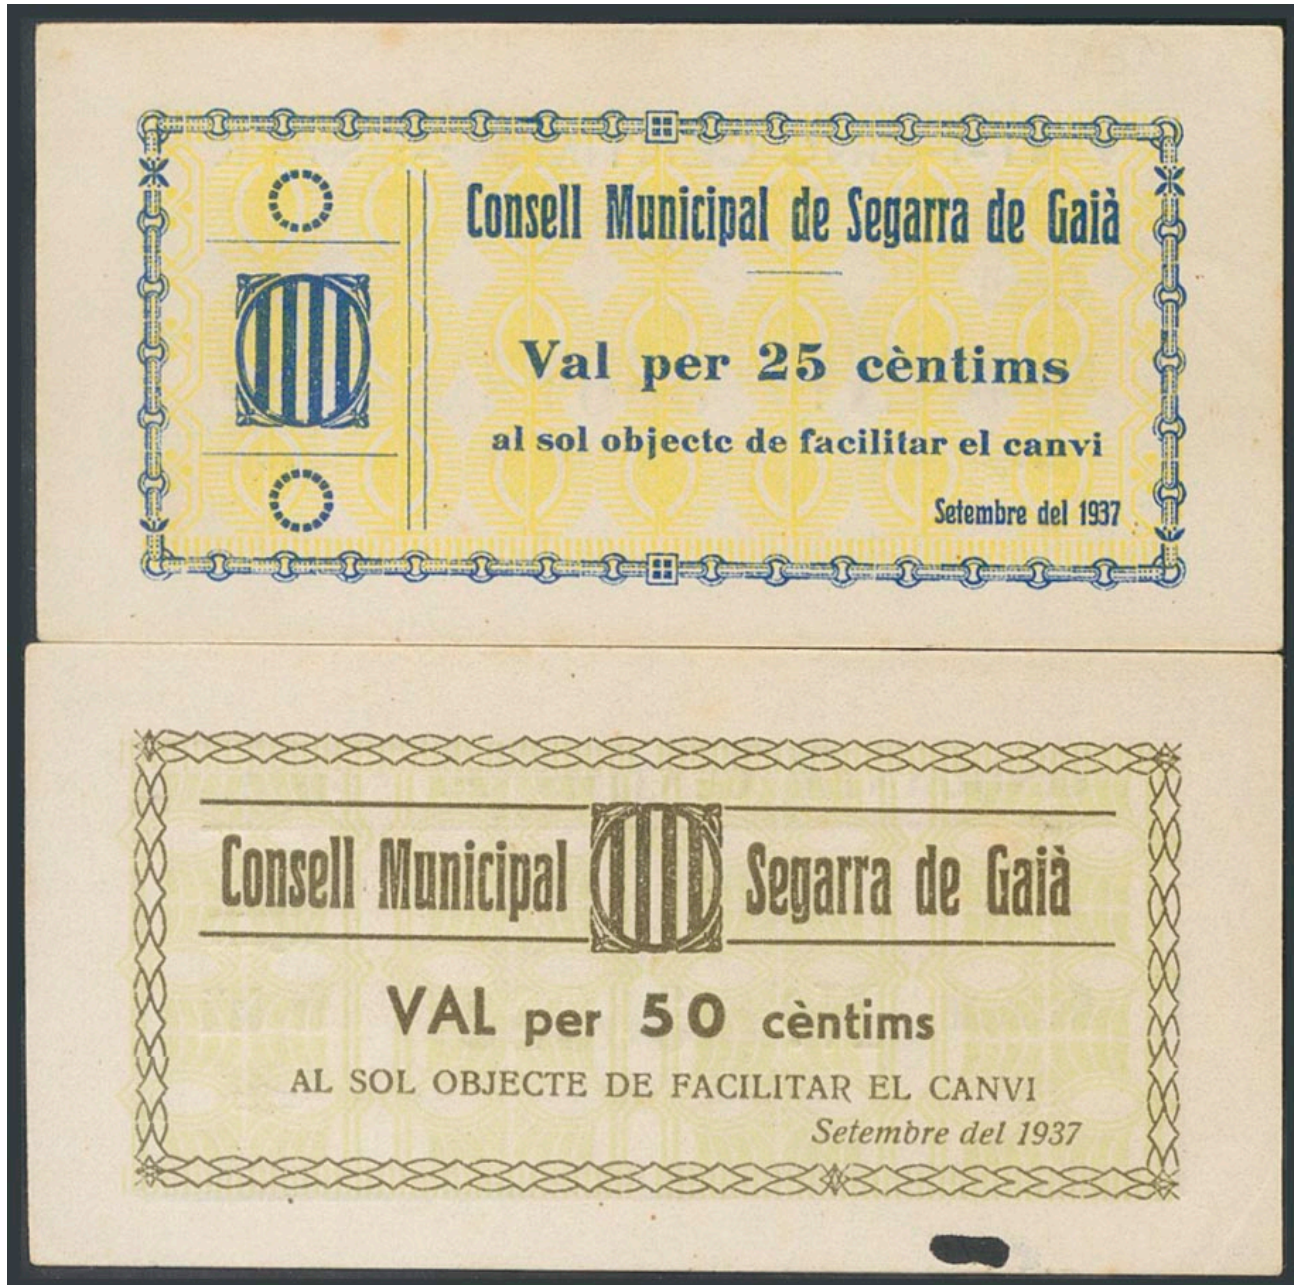 Consell Municipal de Segarra de Gaià
Val per 25 cèntims
al sol objecte de facilitar el canvi
Setembre del 1937
Consell Municipal Segarra de Gaià
VAL per 50 cèntims
AL SOL OBJECTE DE FACILITAR EL CANVI
Setembre del 1937